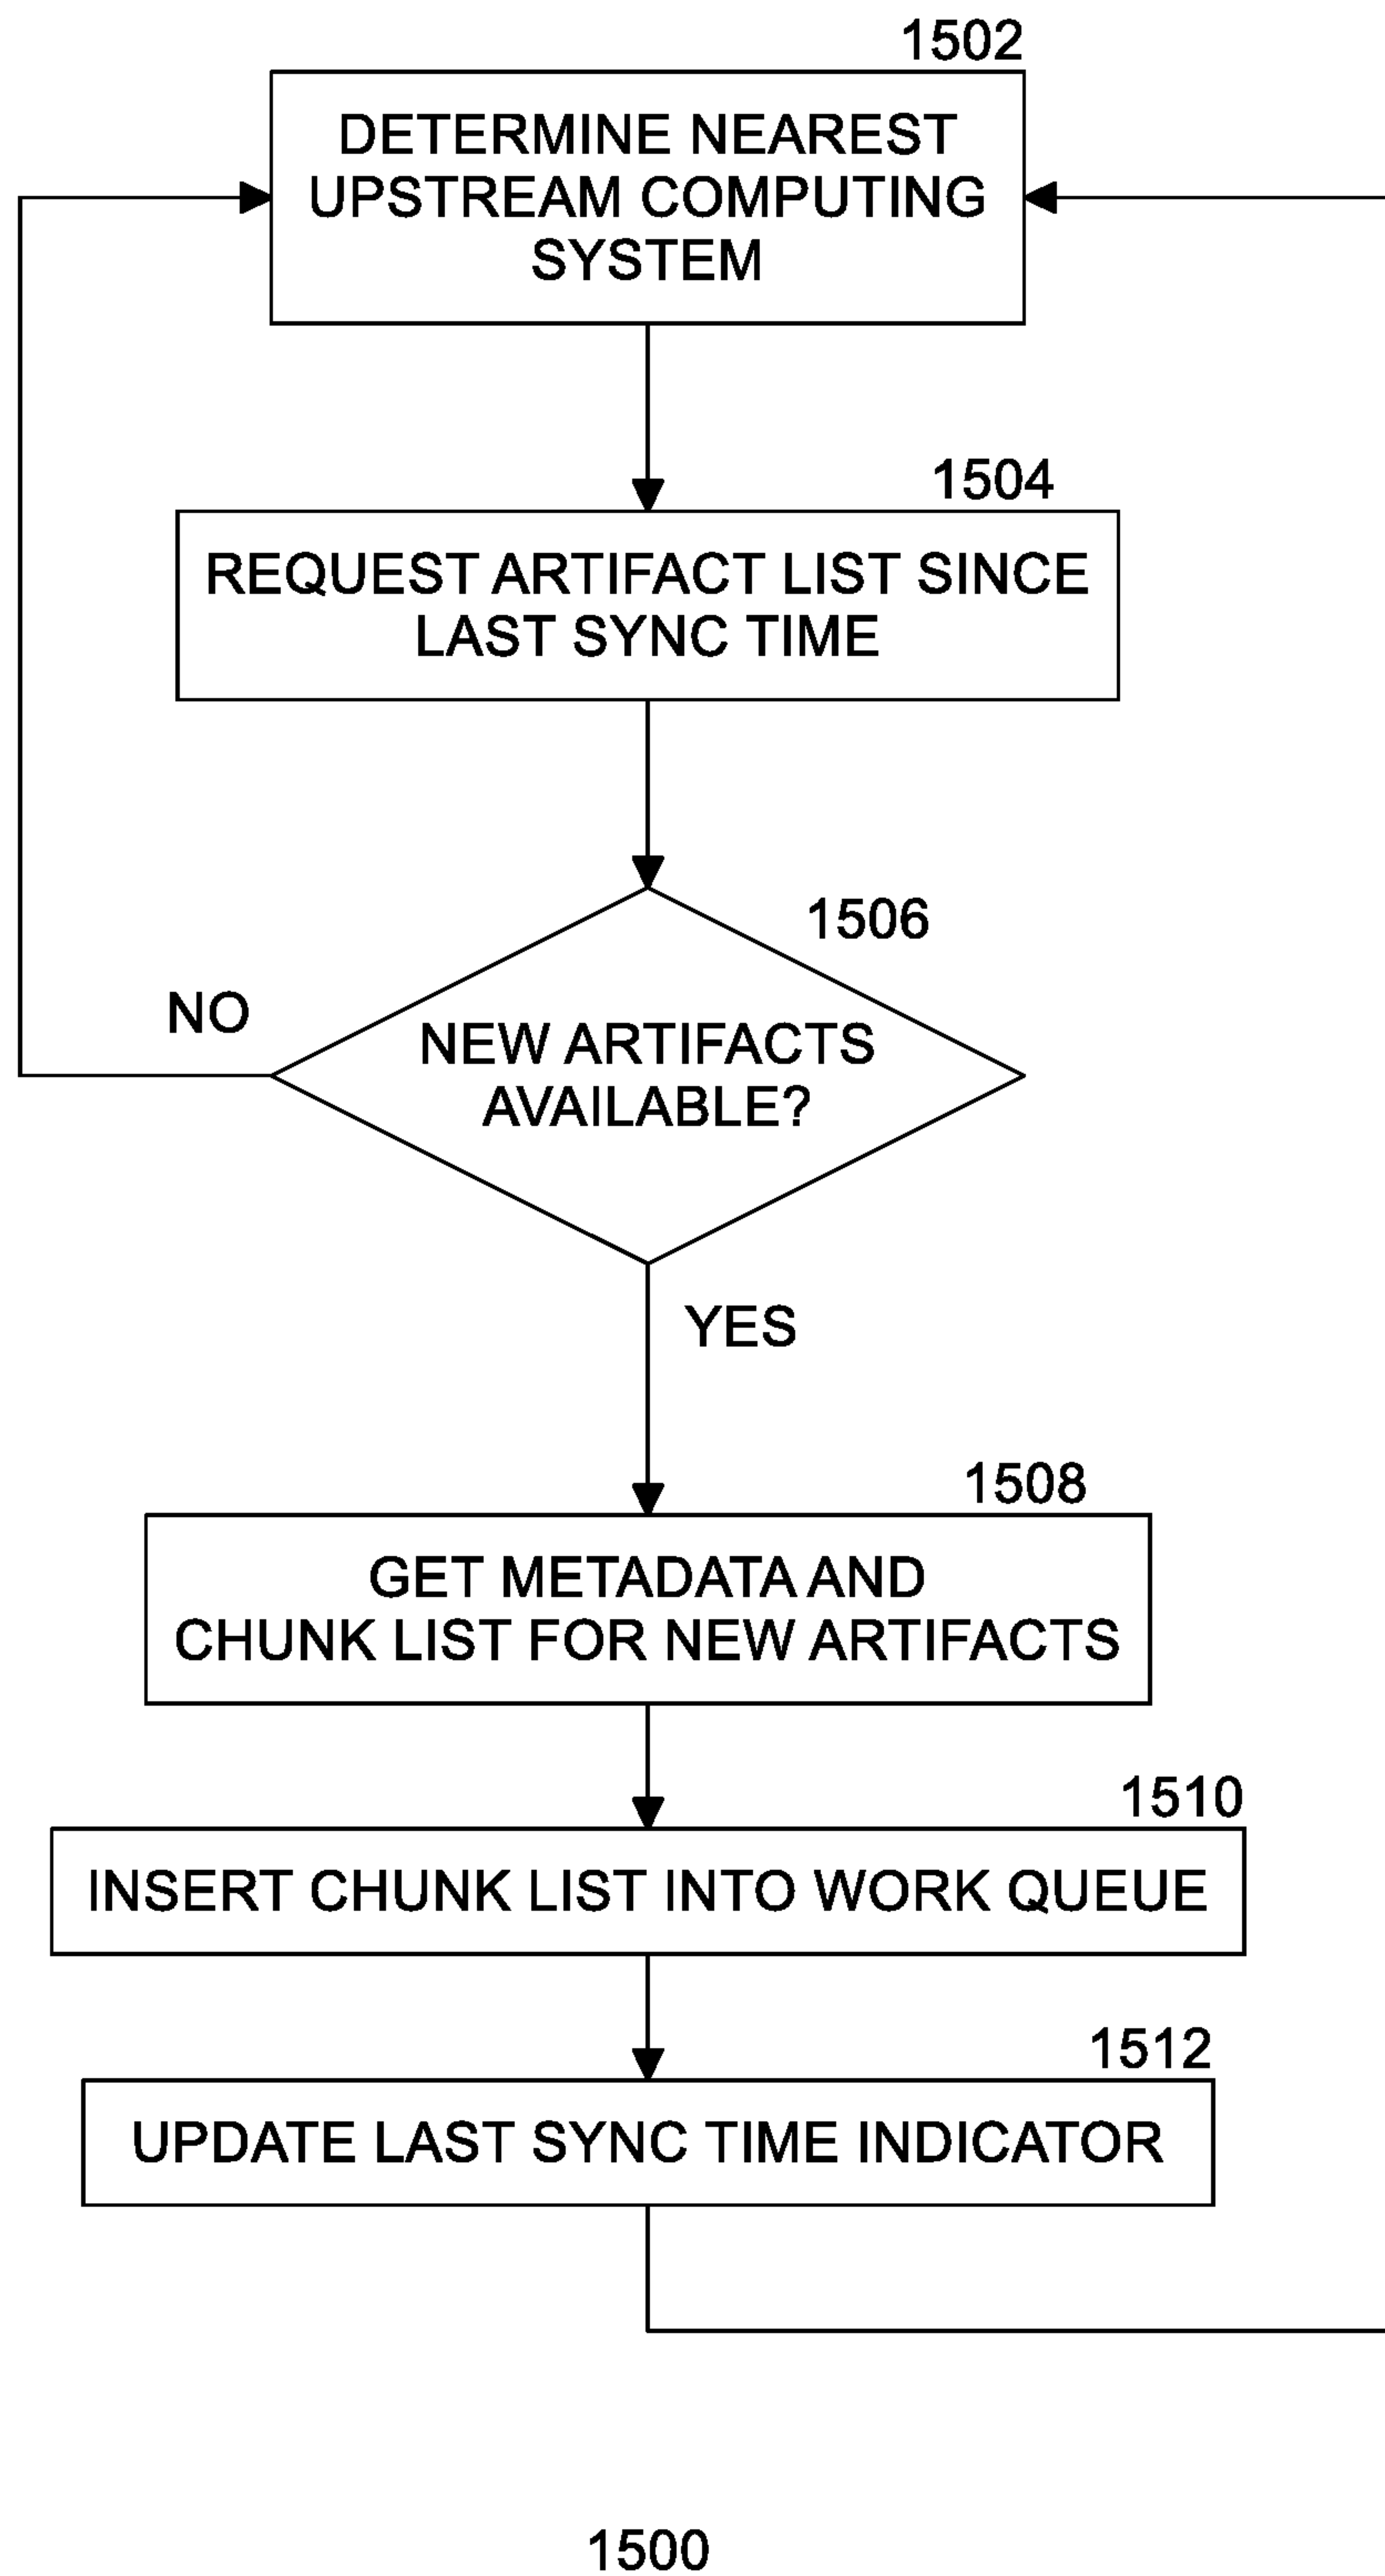 1502
DETERMINE NEAREST
UPSTREAM COMPUTING
SYSTEM
1504
REQUEST ARTIFACT LIST SINCE
LAST SYNC TIME
1506
NEW ARTIFACTS
AVAILABLE?
NO
YES
1508
GET METADATA AND
CHUNK LIST FOR NEW ARTIFACTS
1510
INSERT CHUNK LIST INTO WORK QUEUE
1512
UPDATE LAST SYNC TIME INDICATOR
1500